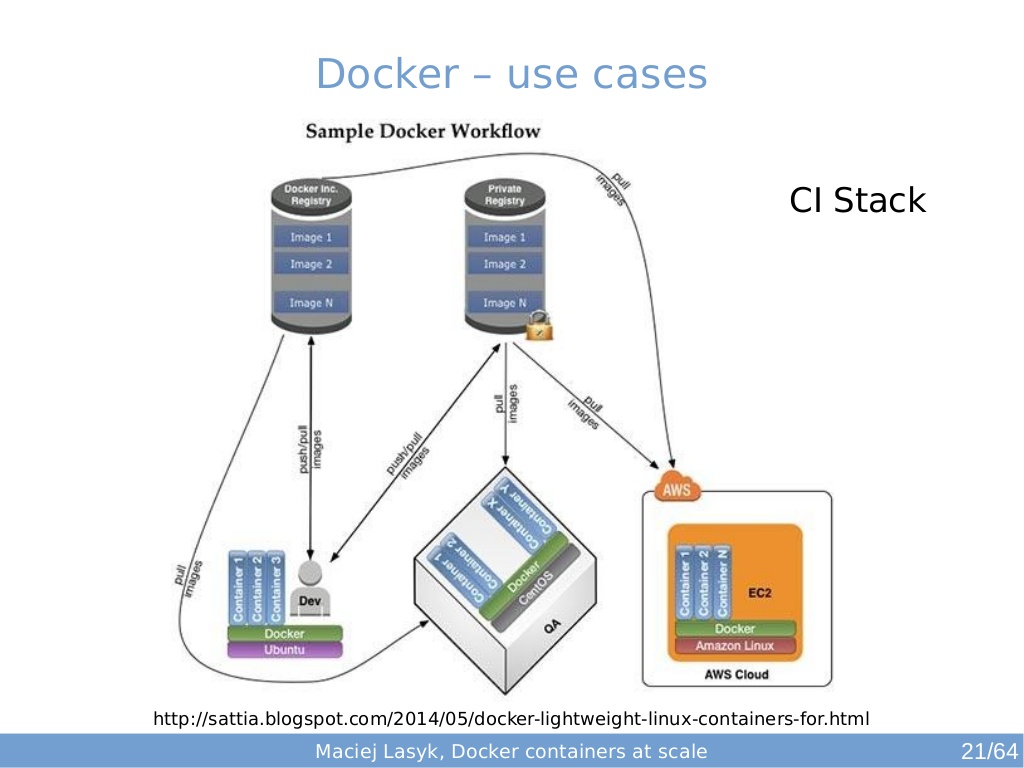 Docker – use cases
Sample Docker Workflow
CI Stack
Docker Inc.
Registry
Image 1
Image 2
Image N
Private
Registry
Image 1
Image 2
Image N
pull
images
push/pull
images
push/pull
images
pull
images
pull
images
pull
images
Container 1
Container 2
Container 3
Dev
Docker
Ubuntu
Container 1
Container 2
Container X
Container Y
Docker
CentOS
QA
AWS
Container 1
Container 2
Container N
EC2
Docker
Amazon Linux
AWS Cloud
http://sattia.blogspot.com/2014/05/docker-lightweight-linux-containers-for.html
Maciej Lasyk, Docker containers at scale
21/64